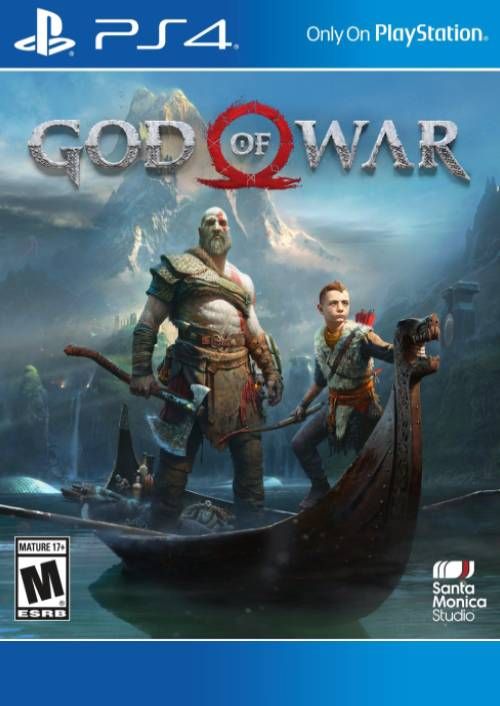 PS4
Only On PlayStation
GOD OF WAR
MATURE 17+
M
ESRB
Santa
Monica
Studio